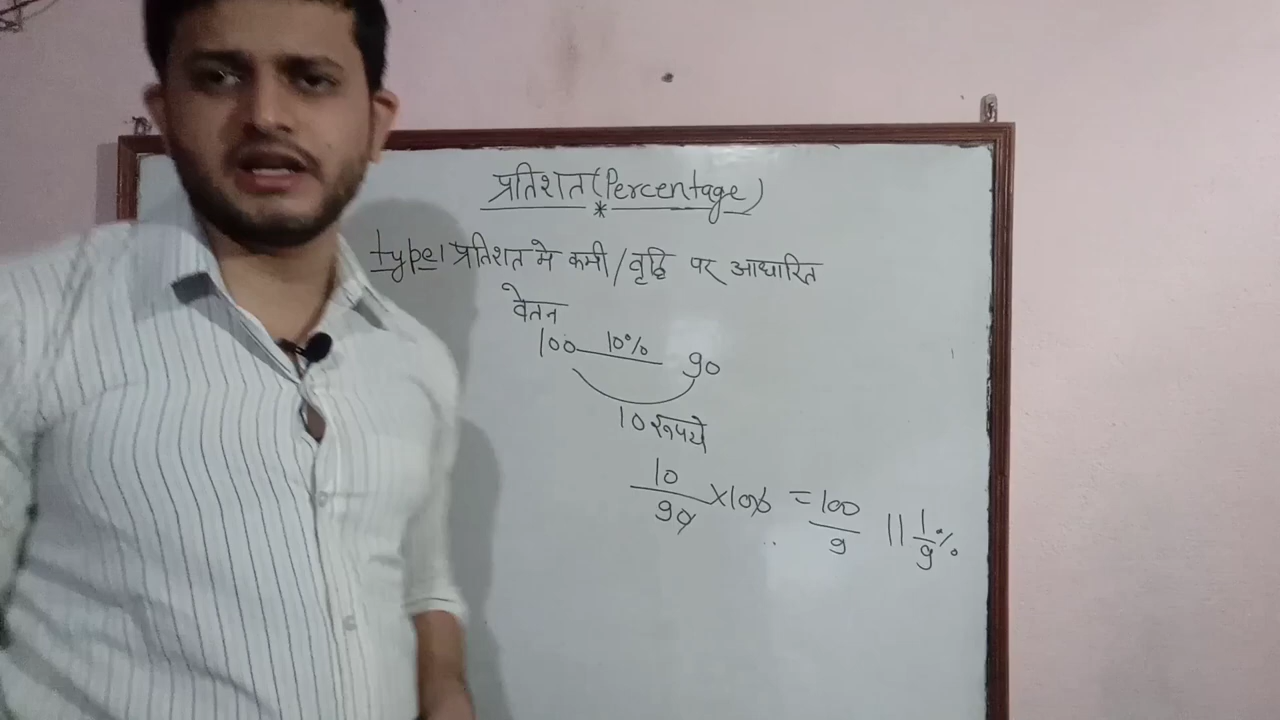 प्रतिशत (Percentage)
*
type 1 प्रतिशत मे कमी / वृद्धि पर आधारित
वेतन
100 10% 90
10 रूपये
10/90 × 100 = 100/9 11 1/9 %